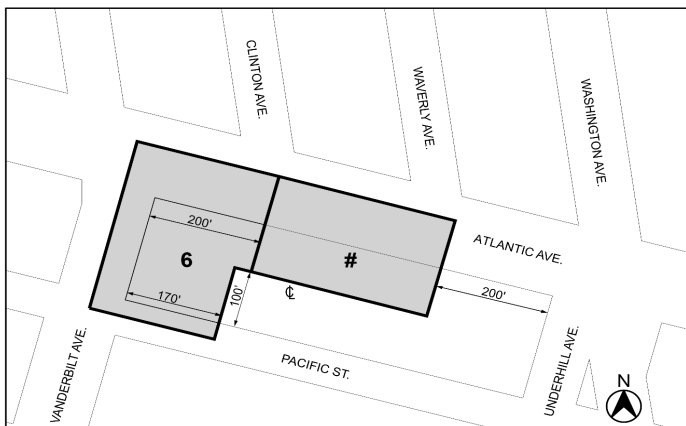 CLINTON AVE.
WAVERLY AVE.
WASHINGTON AVE.
200'
6
#
ATLANTIC AVE.
170'
100'
℄
200'
PACIFIC ST.
VANDERBILT AVE.
UNDERHILL AVE.
N